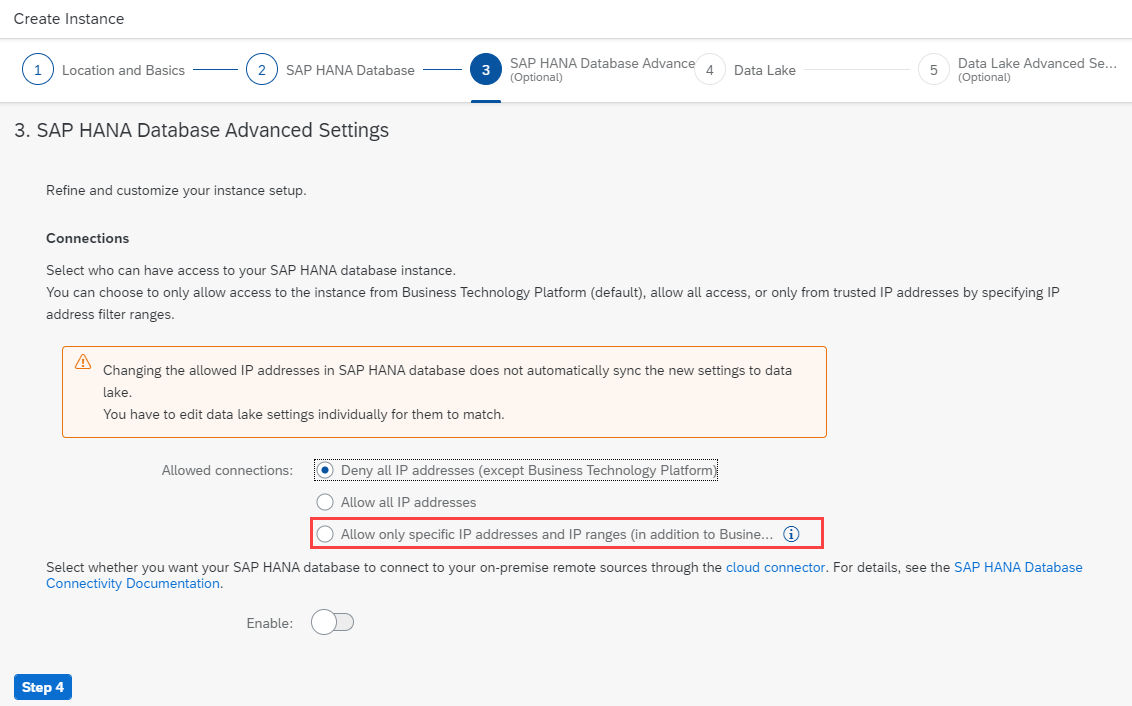 Create Instance
1 Location and Basics
2 SAP HANA Database
3 SAP HANA Database Advance
(Optional)
4 Data Lake
5 Data Lake Advanced Se...
(Optional)
3. SAP HANA Database Advanced Settings
Refine and customize your instance setup.
Connections
Select who can have access to your SAP HANA database instance.
You can choose to only allow access to the instance from Business Technology Platform (default), allow all access, or only from trusted IP addresses by specifying IP
address filter ranges.
Changing the allowed IP addresses in SAP HANA database does not automatically sync the new settings to data
lake.
You have to edit data lake settings individually for them to match.
Allowed connections: Deny all IP addresses (except Business Technology Platform)
Allow all IP addresses
Allow only specific IP addresses and IP ranges (in addition to Busine...
Select whether you want your SAP HANA database to connect to your on-premise remote sources through the cloud connector. For details, see the SAP HANA Database
Connectivity Documentation.
Enable:
Step 4